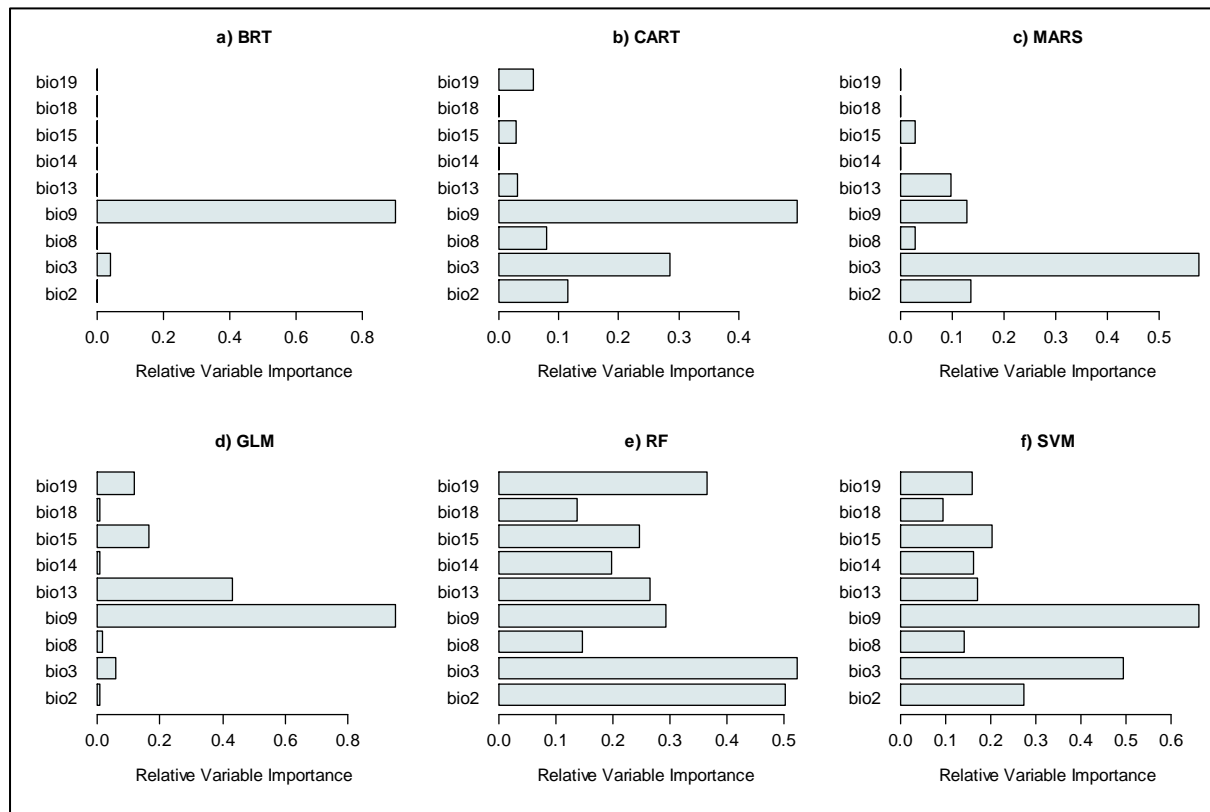 a) BRT
bio19
bio18
bio15
bio14
bio13
bio9
bio8
bio3
bio2
0.0 0.2 0.4 0.6 0.8
Relative Variable Importance
b) CART
bio19
bio18
bio15
bio14
bio13
bio9
bio8
bio3
bio2
0.0 0.1 0.2 0.3 0.4
Relative Variable Importance
c) MARS
bio19
bio18
bio15
bio14
bio13
bio9
bio8
bio3
bio2
0.0 0.1 0.2 0.3 0.4 0.5
Relative Variable Importance
d) GLM
bio19
bio18
bio15
bio14
bio13
bio9
bio8
bio3
bio2
0.0 0.2 0.4 0.6 0.8
Relative Variable Importance
e) RF
bio19
bio18
bio15
bio14
bio13
bio9
bio8
bio3
bio2
0.0 0.1 0.2 0.3 0.4 0.5
Relative Variable Importance
f) SVM
bio19
bio18
bio15
bio14
bio13
bio9
bio8
bio3
bio2
0.0 0.1 0.2 0.3 0.4 0.5 0.6
Relative Variable Importance